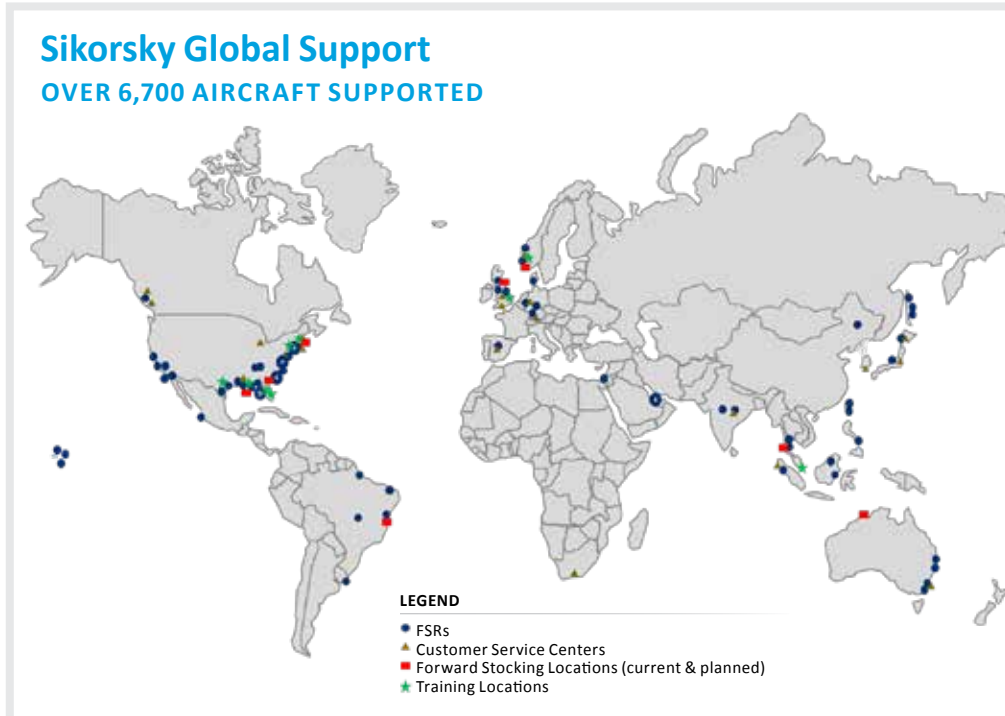 Sikorsky Global Support
OVER 6,700 AIRCRAFT SUPPORTED
LEGEND
FSRs
Customer Service Centers
Forward Stocking Locations (current & planned)
Training Locations